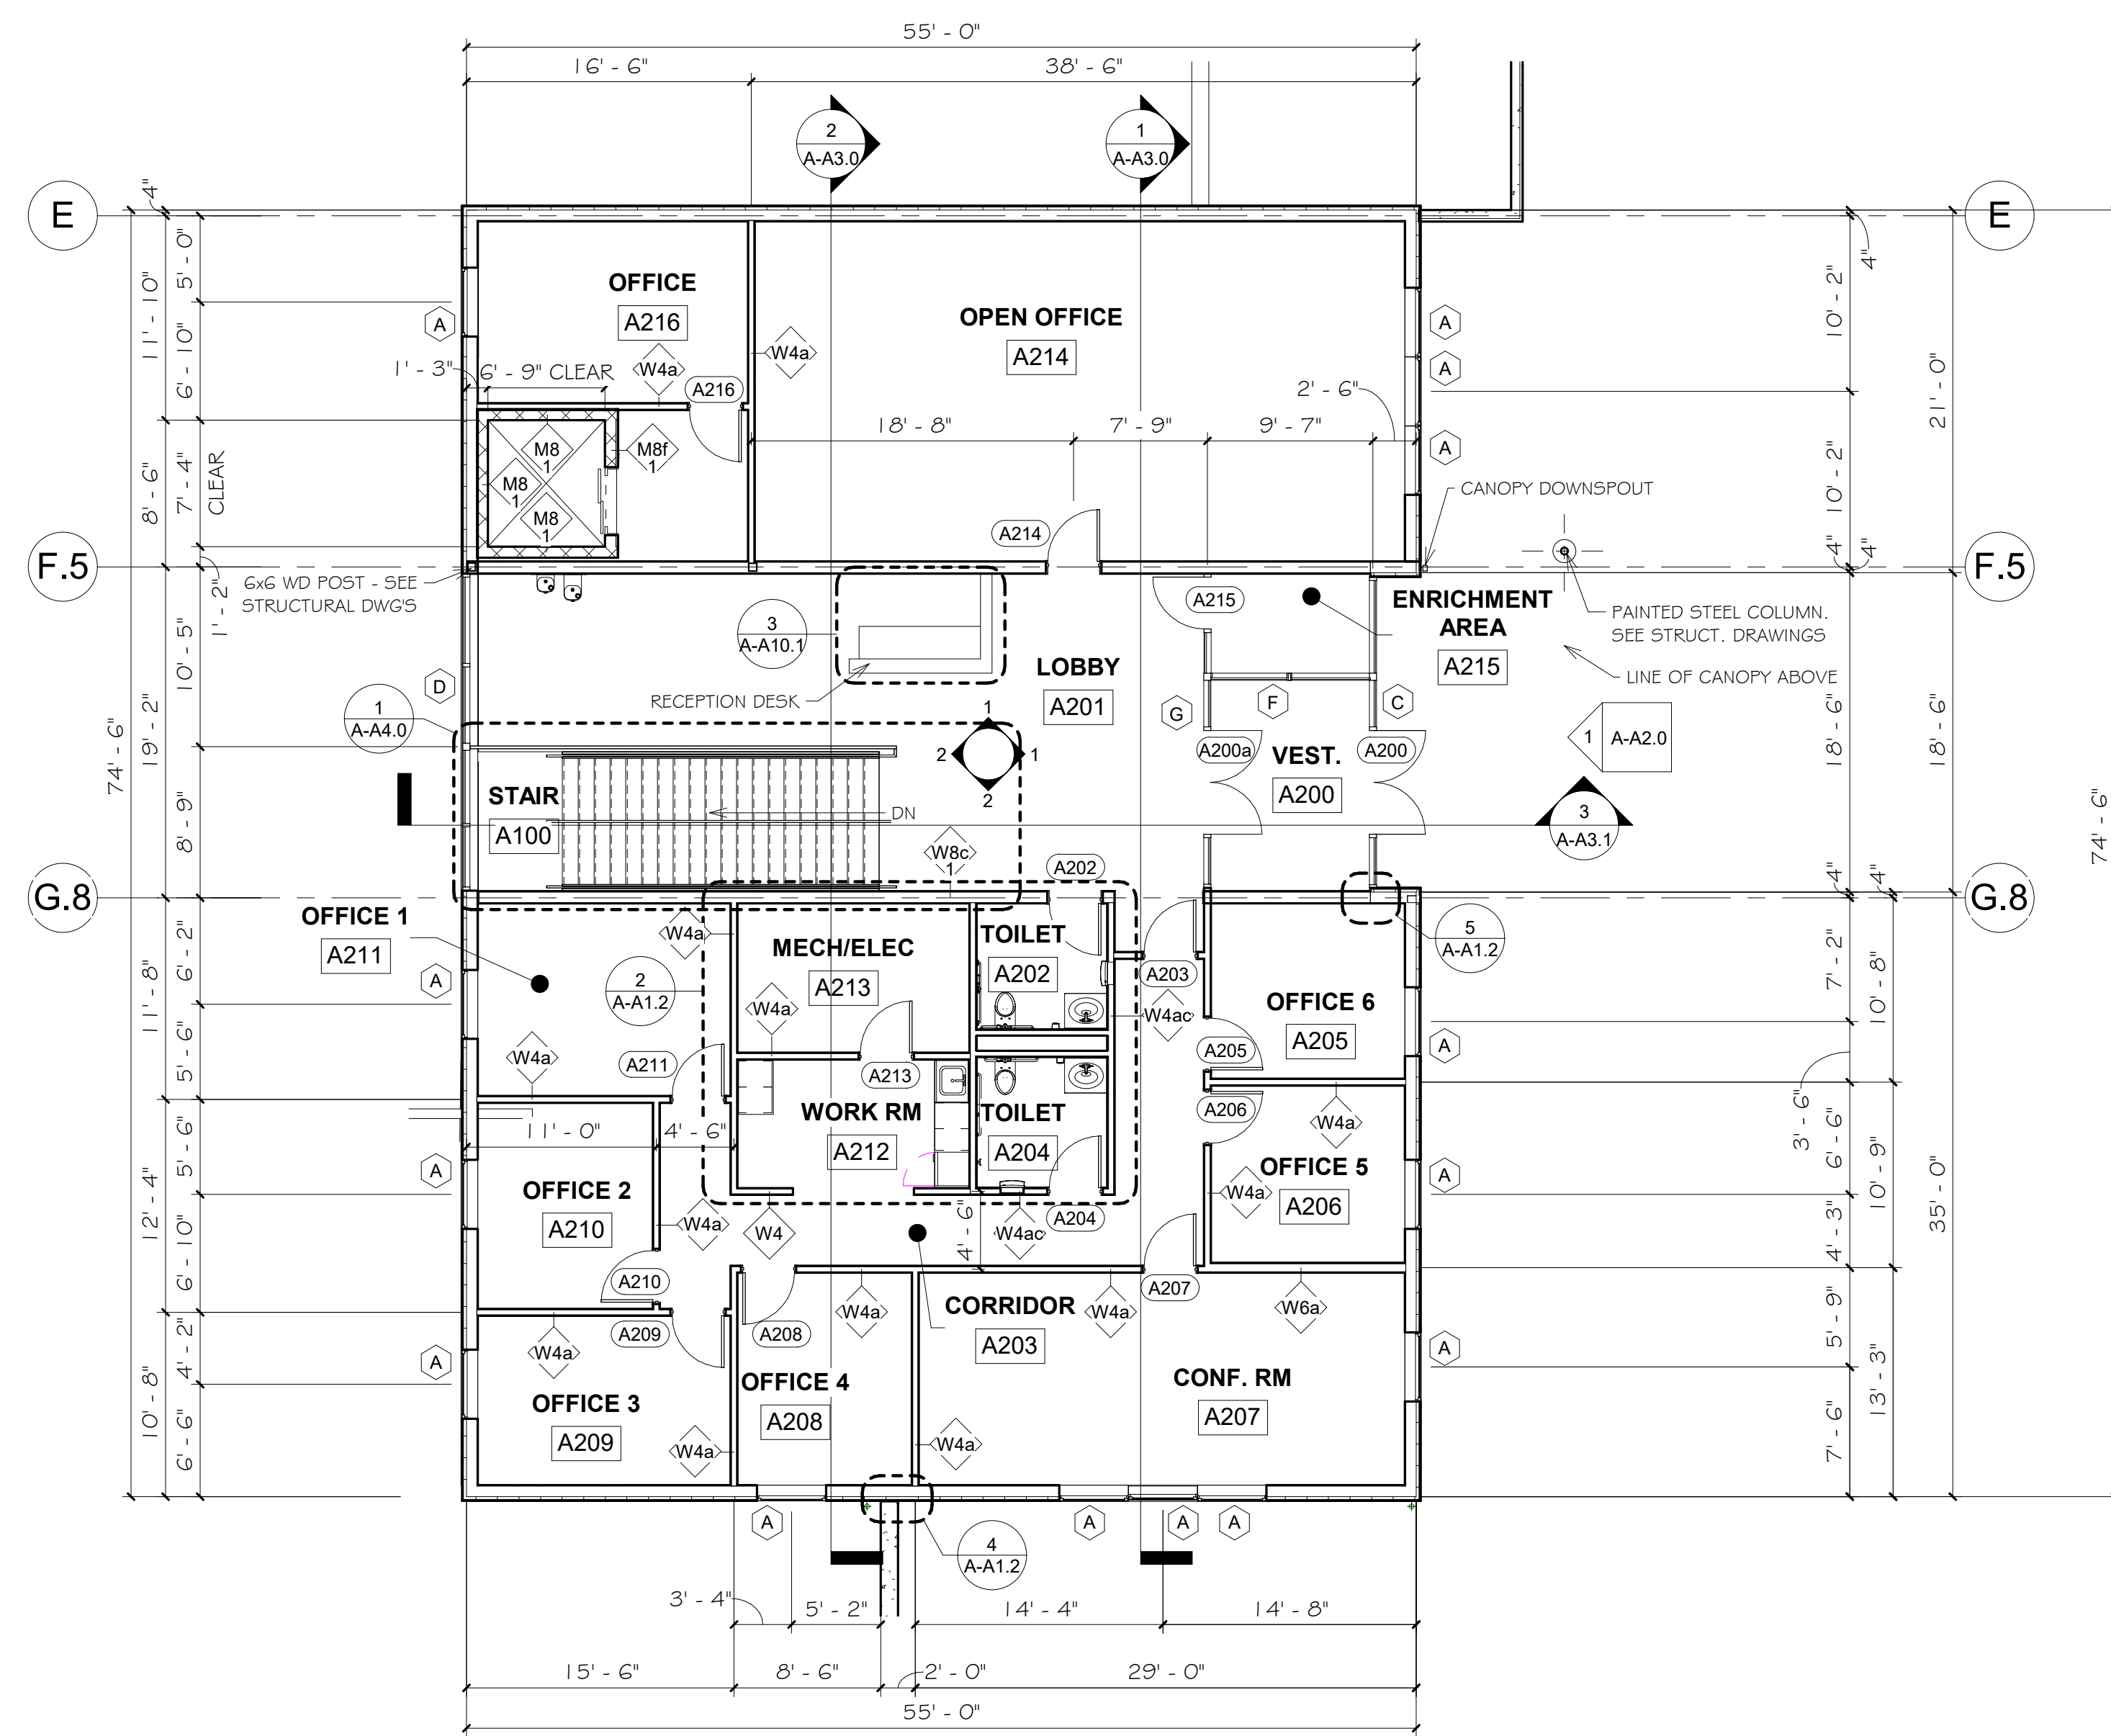 55' - 0"
16' - 6"
38' - 6"
2
A-A3.0
1
A-A3.0
E
E
4"
4"
5' - 0"
11' - 10"
6' - 10"
10' - 2"
21' - 0"
OFFICE
A216
OPEN OFFICE
A214
A
A
A
A
W4a
W4a
A216
1' - 3"
6' - 9" CLEAR
2' - 6"
18' - 8"
7' - 9"
9' - 7"
M8
1
M8f
1
M8
1
M8
1
8' - 6"
7' - 4"
CLEAR
10' - 2"
CANOPY DOWNSPOUT
A214
F.5
F.5
4"
4"
6x6 WD POST - SEE
STRUCTURAL DWG'S
1' - 2"
A215
ENRICHMENT
AREA
A215
PAINTED STEEL COLUMN.
SEE STRUCT. DRAWINGS
LINE OF CANOPY ABOVE
3
A-A10.1
RECEPTION DESK
LOBBY
A201
10' - 5"
19' - 2"
74' - 6"
D
1
A-A4.0
G
F
C
1
2
1
2
A200a
A200
VEST.
A200
1
A-A2.0
18' - 6"
18' - 6"
74' - 6"
STAIR
A100
DN
8' - 9"
W8c
1
3
A-A3.1
A202
G.8
G.8
4"
4"
OFFICE 1
A211
W4a
MECH/ELEC
A213
TOILET
A202
A203
5
A-A1.2
6' - 2"
11' - 8"
A
2
A-A1.2
W4a
W4ac
OFFICE 6
A205
7' - 2"
10' - 8"
5' - 6"
W4a
A211
A213
A205
A
WORK RM
A212
TOILET
A204
A206
W4a
3' - 6"
6' - 6"
10' - 9"
35' - 0"
11' - 0"
4' - 6"
5' - 6"
12' - 4"
A
OFFICE 2
A210
OFFICE 5
A206
W4a
A
W4a
W4
4' - 6"
W4ac
A204
4' - 3"
6' - 10"
A210
A207
CORRIDOR
A203
W4a
W4a
W6a
A209
A208
5' - 9"
13' - 3"
A
W4a
4' - 2"
10' - 8"
A
OFFICE 3
A209
OFFICE 4
A208
CONF. RM
A207
W4a
W4a
6' - 6"
7' - 6"
A
A
A
A
4
A-A1.2
3' - 4"
5' - 2"
14' - 4"
14' - 8"
15' - 6"
8' - 6"
2' - 0"
29' - 0"
55' - 0"